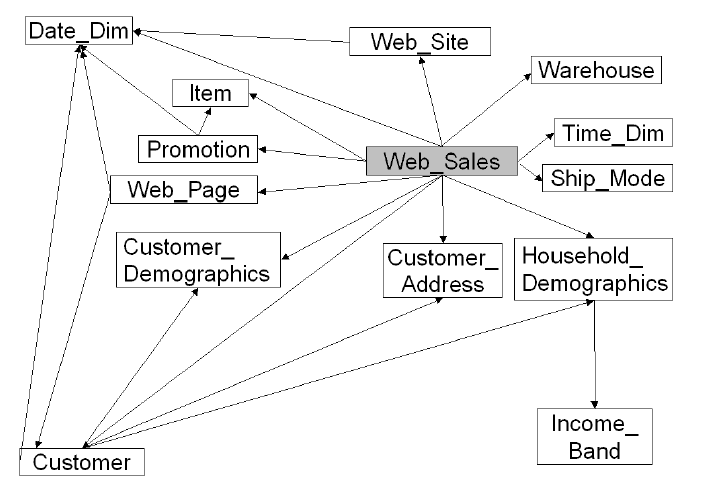 Date_Dim
Web_Site
Warehouse
Item
Time_Dim
Promotion
Web_Sales
Ship_Mode
Web_Page
Customer_
Demographics
Customer_
Address
Household_
Demographics
Income_
Band
Customer